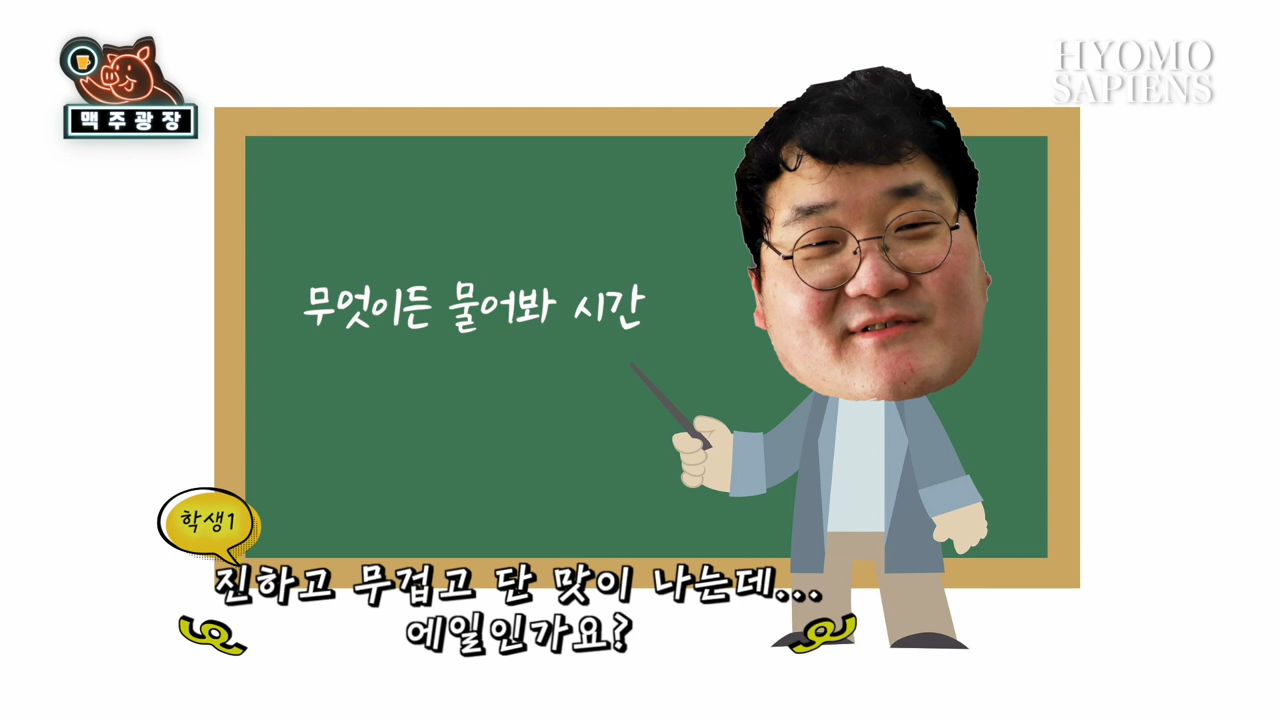 맥주광장
HYOMO
SAPIENS
무엇이든 물어봐 시간
학생1
진하고 무겁고 단 맛이 나는데...
에일인가요?